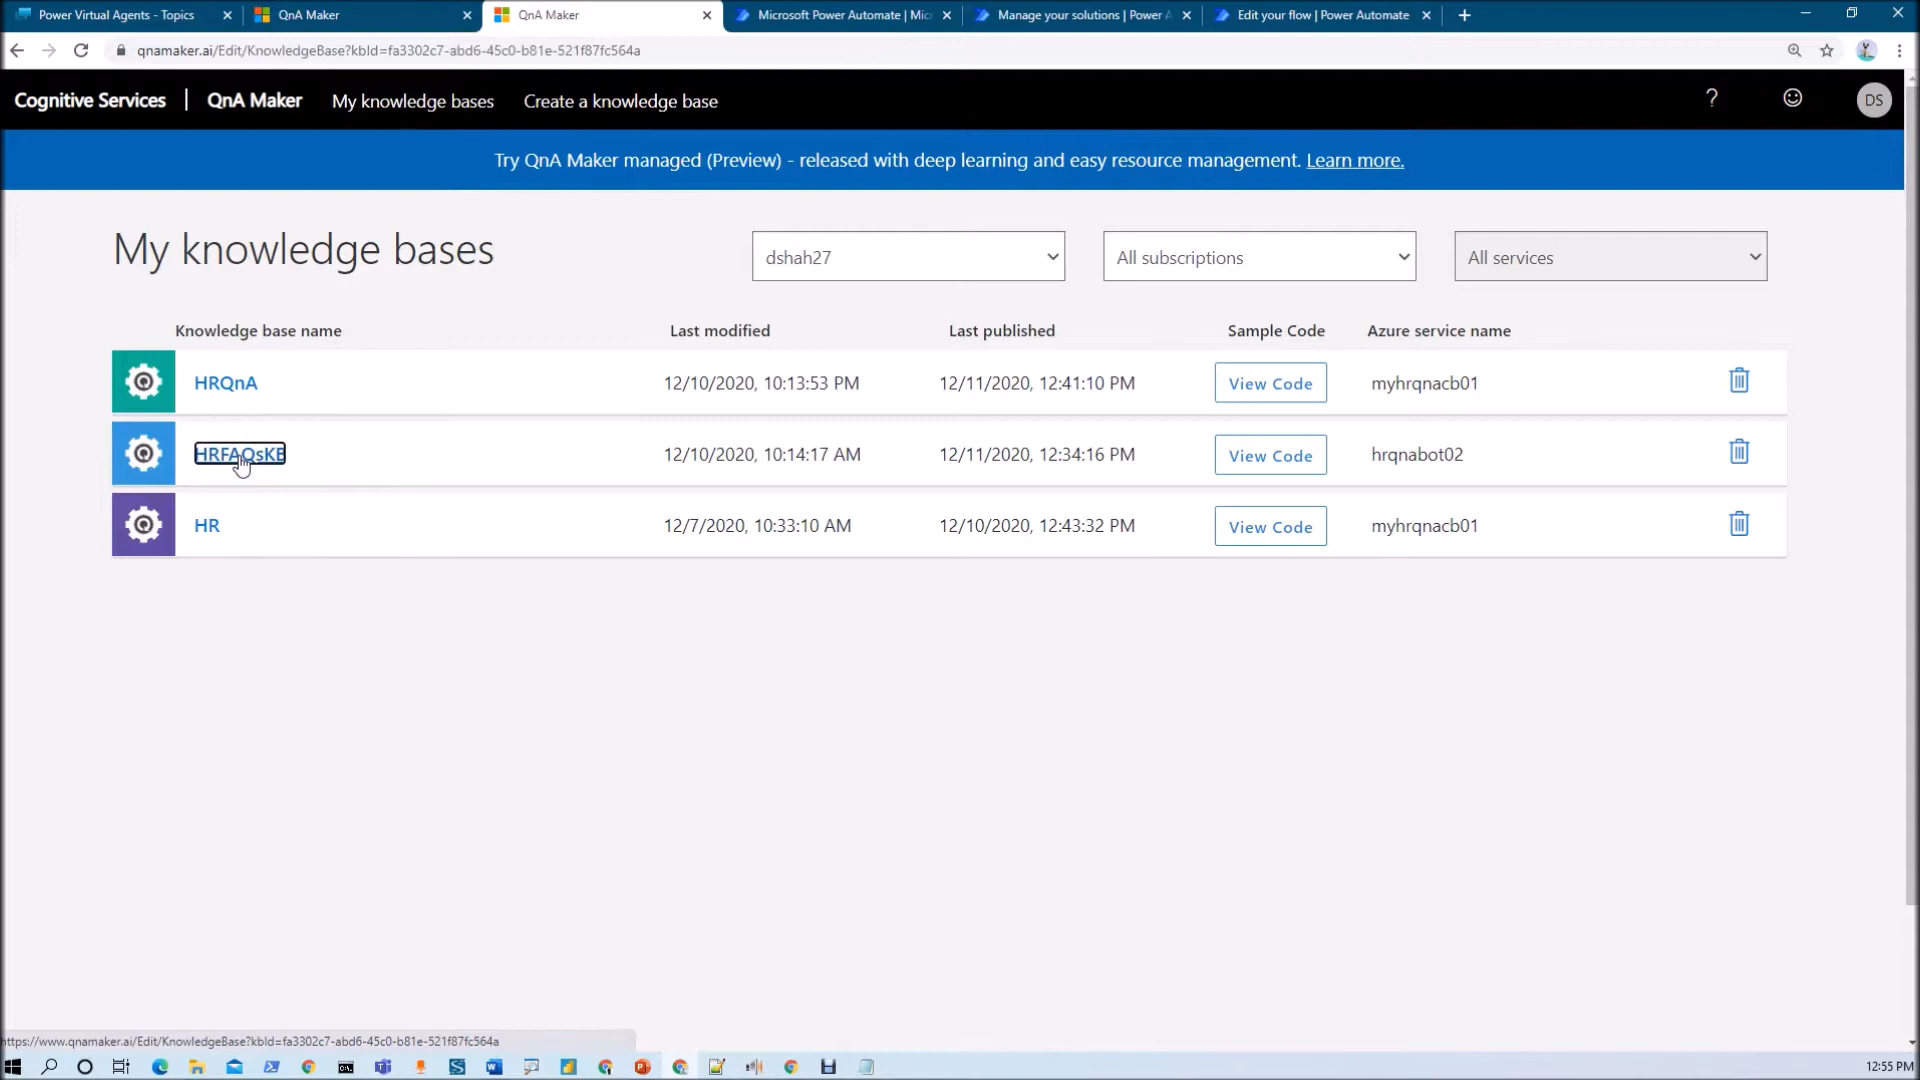 Power Virtual Agents - Topics
QnA Maker
QnA Maker
Microsoft Power Automate | Mic
Manage your solutions | Power A
Edit your flow | Power Automate
qnamaker.ai/Edit/KnowledgeBase?kbId=fa3302c7-abd6-45c0-b81e-521f87fc564a
Cognitive Services | QnA Maker My knowledge bases Create a knowledge base ? DS
Try QnA Maker managed (Preview) - released with deep learning and easy resource management. Learn more.
My knowledge bases dshah27 All subscriptions All services
Knowledge base name Last modified Last published Sample Code Azure service name
HRQnA 12/10/2020, 10:13:53 PM 12/11/2020, 12:41:10 PM View Code myhrqnacb01
HRFAQsKB 12/10/2020, 10:14:17 AM 12/11/2020, 12:34:16 PM View Code hrqnabot02
HR 12/7/2020, 10:33:10 AM 12/10/2020, 12:43:32 PM View Code myhrqnacb01
https://www.qnamaker.ai/Edit/KnowledgeBase?kbId=fa3302c7-abd6-45c0-b81e-521f87fc564a
12:55 PM